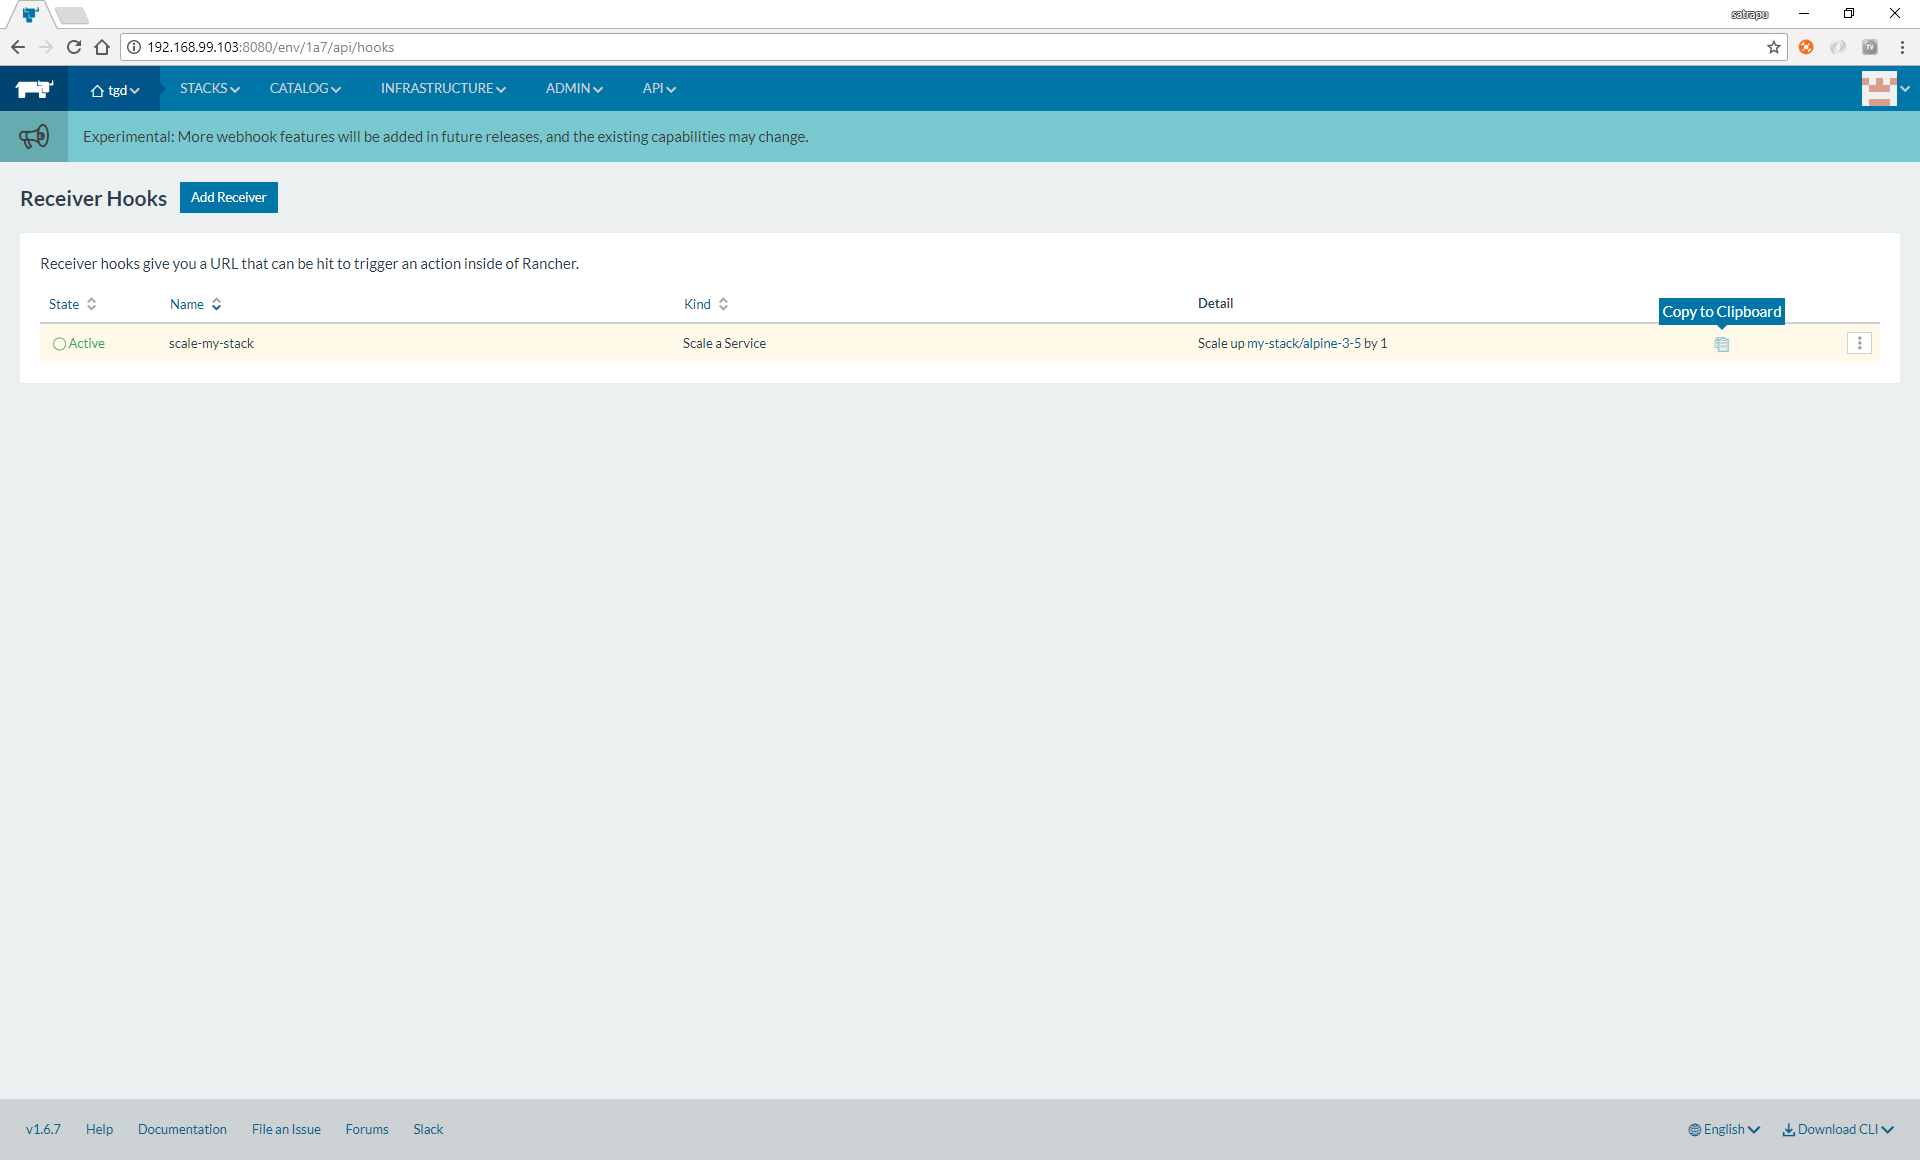 satrapu
192.168.99.103:8080/env/1a7/api/hooks
TV
tgd STACKS CATALOG INFRASTRUCTURE ADMIN API
Experimental: More webhook features will be added in future releases, and the existing capabilities may change.
Receiver Hooks Add Receiver
Receiver hooks give you a URL that can be hit to trigger an action inside of Rancher.
State Name Kind Detail
Copy to Clipboard
Active scale-my-stack Scale a Service Scale up my-stack/alpine-3-5 by 1
v1.6.7 Help Documentation File an Issue Forums Slack English Download CLI